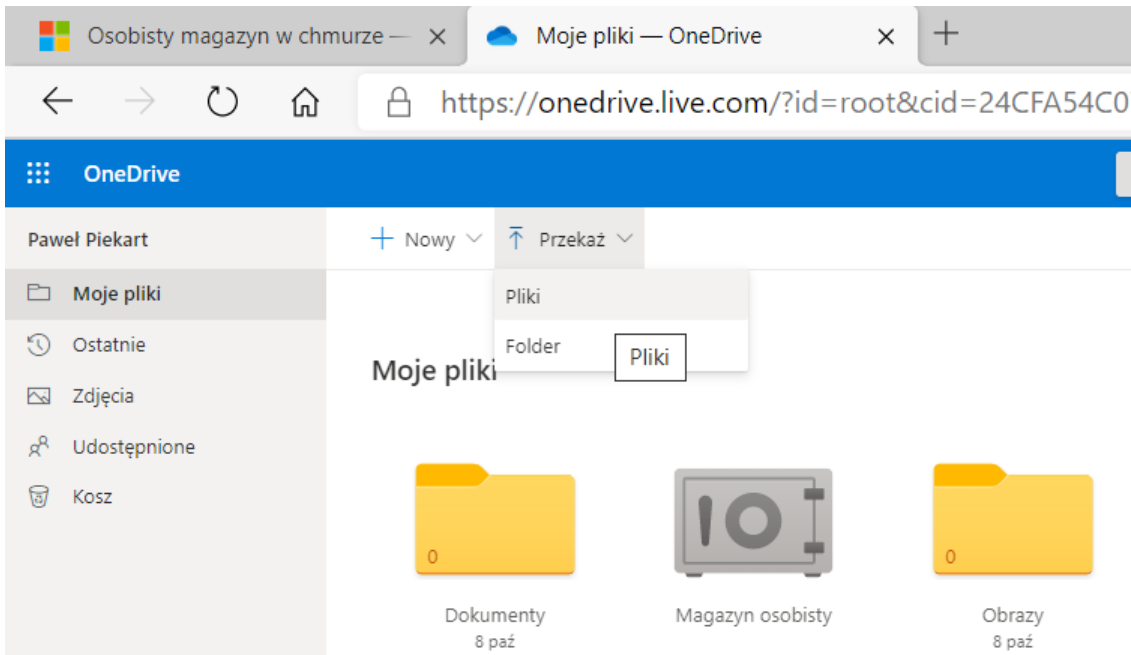 Osobisty magazyn w chmurze —
Moje pliki — OneDrive
https://onedrive.live.com/?id=root&cid=24CFA54C0
OneDrive
Paweł Piekart
Nowy
Przekaż
Moje pliki
Ostatnie
Zdjęcia
Udostępnione
Kosz
Pliki
Folder
Pliki
Moje pliki
0
0
Dokumenty
8 paź
Magazyn osobisty
Obrazy
8 paź